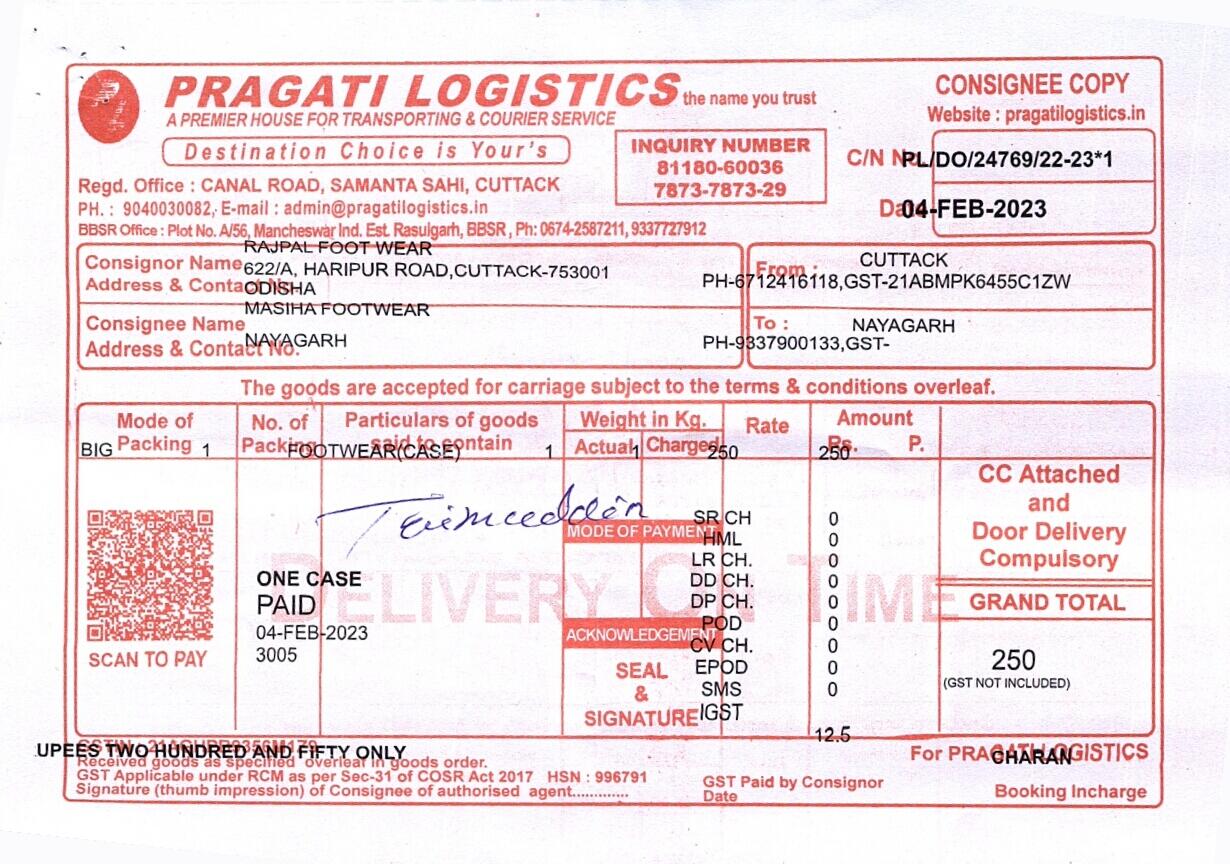 PRAGATI LOGISTICS the name you trust
A PREMIER HOUSE FOR TRANSPORTING & COURIER SERVICE
Destination Choice is Your's
CONSIGNEE COPY
Website : pragatilogistics.in
INQUIRY NUMBER
81180-60036
7873-7873-29
C/N No PL/DO/24769/22-23*1
Date 04-FEB-2023
Regd. Office : CANAL ROAD, SAMANTA SAHI, CUTTACK
PH. : 9040030082, E-mail : admin@pragatilogistics.in
BBSR Office : Plot No. A/56, Mancheswar Ind. Est. Rasulgarh, BBSR, Ph: 0674-2587211, 9337727912
Consignor Name
Address & Contact No.
RAJPAL FOOT WEAR
622/A, HARIPUR ROAD,CUTTACK-753001
ODISHA
From : CUTTACK
PH-6712416118,GST-21ABMPK6455C1ZW
Consignee Name
Address & Contact No.
MASIHA FOOTWEAR
NAYAGARH
To : NAYAGARH
PH-9337900133,GST-
The goods are accepted for carriage subject to the terms & conditions overleaf.
Mode of Packing
No. of Packing
Particulars of goods said to contain
Weight in Kg.
Actual Charged
Rate
Amount
Rs. P.
BIG 1 FOOTWEAR(CASE) 1 1 250 250
CC Attached
and
Door Delivery
Compulsory
GRAND TOTAL
250
(GST NOT INCLUDED)
SCAN TO PAY
DELIVERY ON TIME
ONE CASE
PAID
04-FEB-2023
3005
MODE OF PAYMENT
ACKNOWLEDGEMENT
SEAL
&
SIGNATURE
SR CH 0
HML 0
LR CH. 0
DD CH. 0
DP CH. 0
POD 0
CV CH. 0
EPOD 0
SMS 0
IGST
12.5
UPEES TWO HUNDRED AND FIFTY ONLY
Received goods as specified overleaf in goods order.
GST Applicable under RCM as per Sec-31 of COSR Act 2017 HSN : 996791
Signature (thumb impression) of Consignee of authorised agent.............
GST Paid by Consignor
Date
For PRAGATI LOGISTICS
CHARAN
Booking Incharge